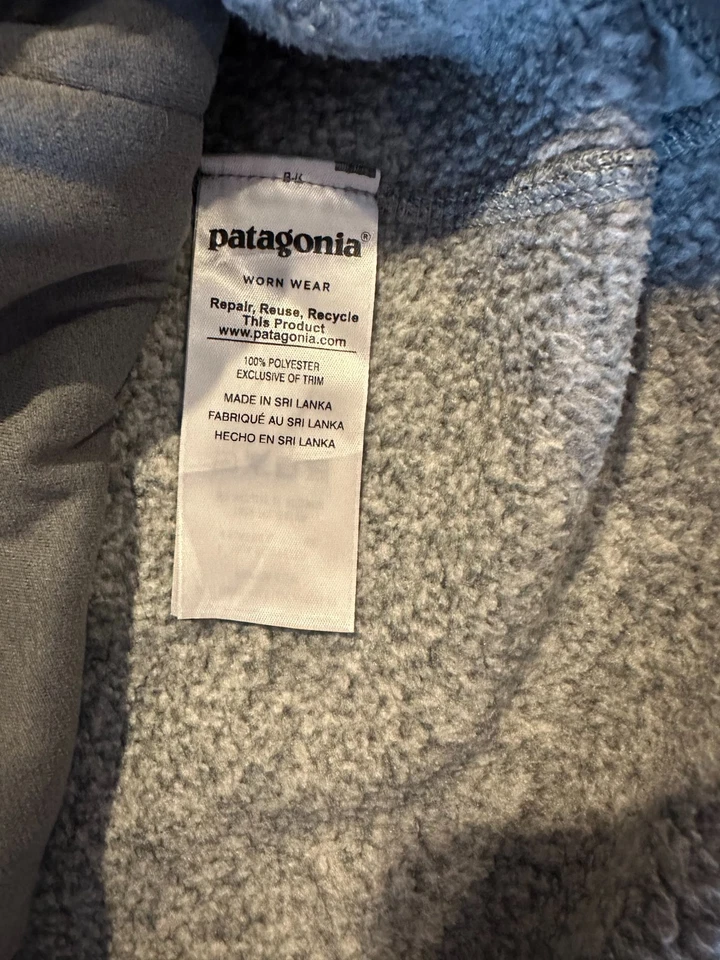 patagonia®
WORN WEAR
Repair, Reuse, Recycle
This Product
www.patagonia.com
100% POLYESTER
EXCLUSIVE OF TRIM
MADE IN SRI LANKA
FABRIQUÉ AU SRI LANKA
HECHO EN SRI LANKA